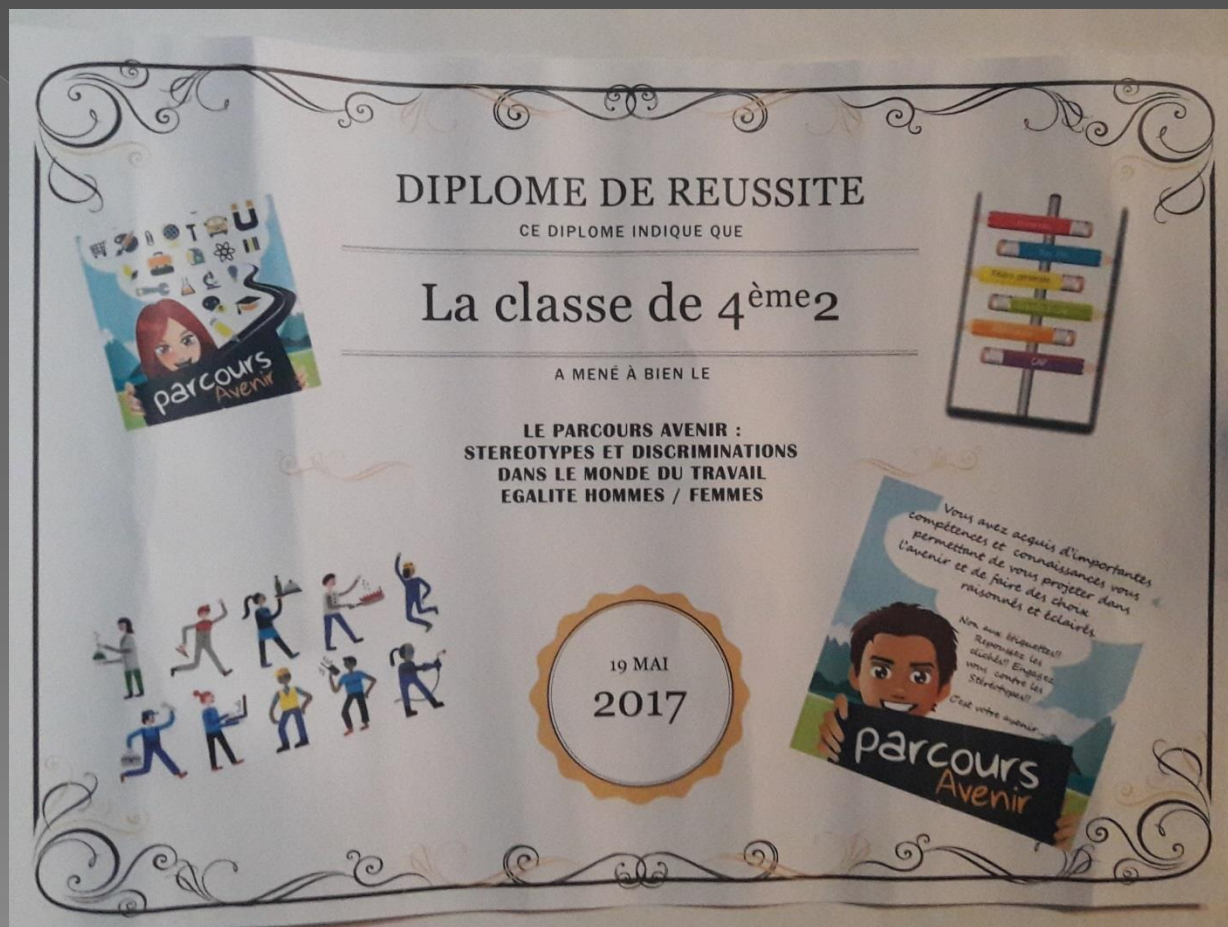 DIPLOME DE REUSSITE
CE DIPLOME INDIQUE QUE
La classe de 4ème2
A MENÉ À BIEN LE
LE PARCOURS AVENIR :
STEREOTYPES ET DISCRIMINATIONS
DANS LE MONDE DU TRAVAIL
EGALITE HOMMES / FEMMES
parcours
Avenir
CAP
19 MAI
2017
Vous avez acquis d'importantes
compétences et connaissances vous
permettant de vous projeter dans
l'avenir et de faire des choix
raisonnés et éclairés
Non aux étiquettes!!
Repoussez les
clichés!! Engagez
vous contre les
Stéréotypes!!
C'est votre avenir
parcours
Avenir